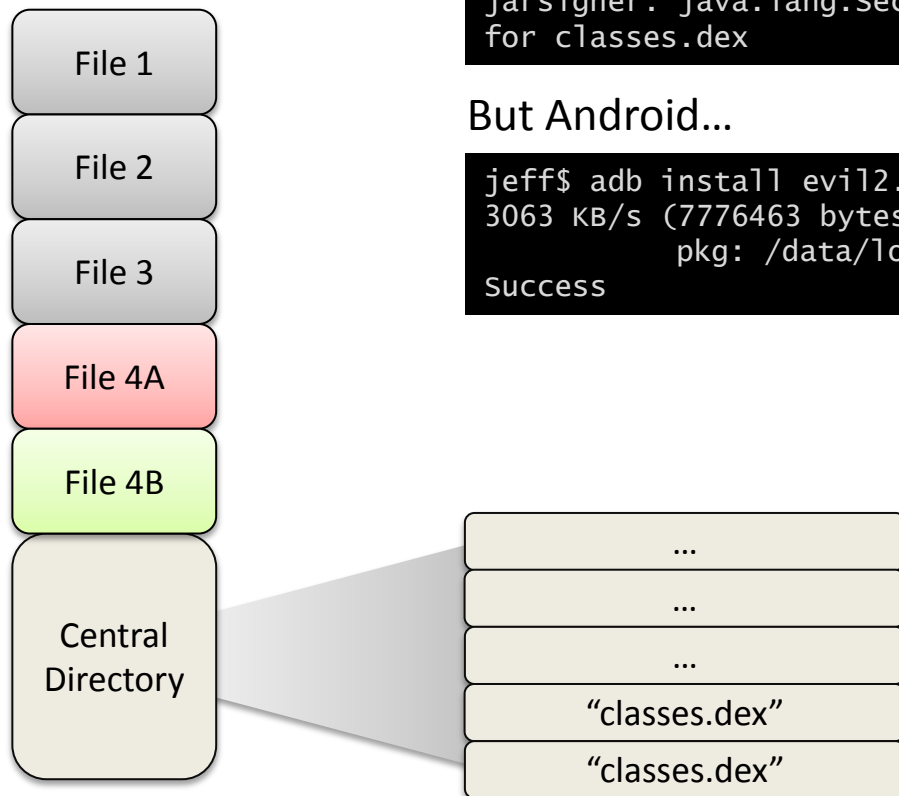 for classes.dex
But Android…
jeff$ adb install evil2.
3063 KB/s (7776463 bytes
pkg: /data/lo
Success
File 1
File 2
File 3
File 4A
File 4B
Central
Directory
…
…
…
“classes.dex”
“classes.dex”